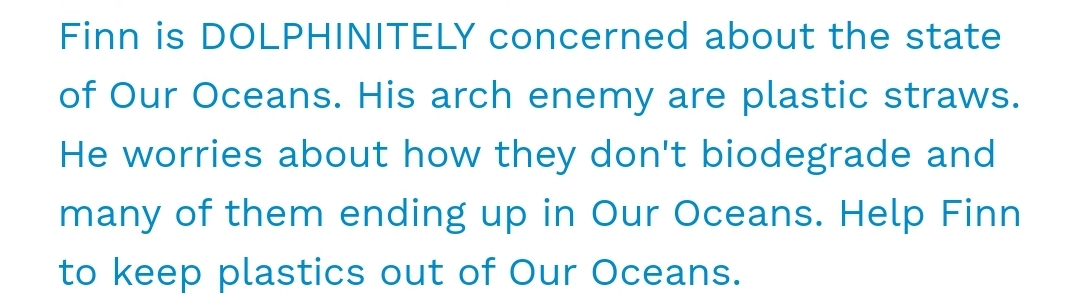 Finn is DOLPHINITELY concerned about the state
of Our Oceans. His arch enemy are plastic straws.
He worries about how they don't biodegrade and
many of them ending up in Our Oceans. Help Finn
to keep plastics out of Our Oceans.